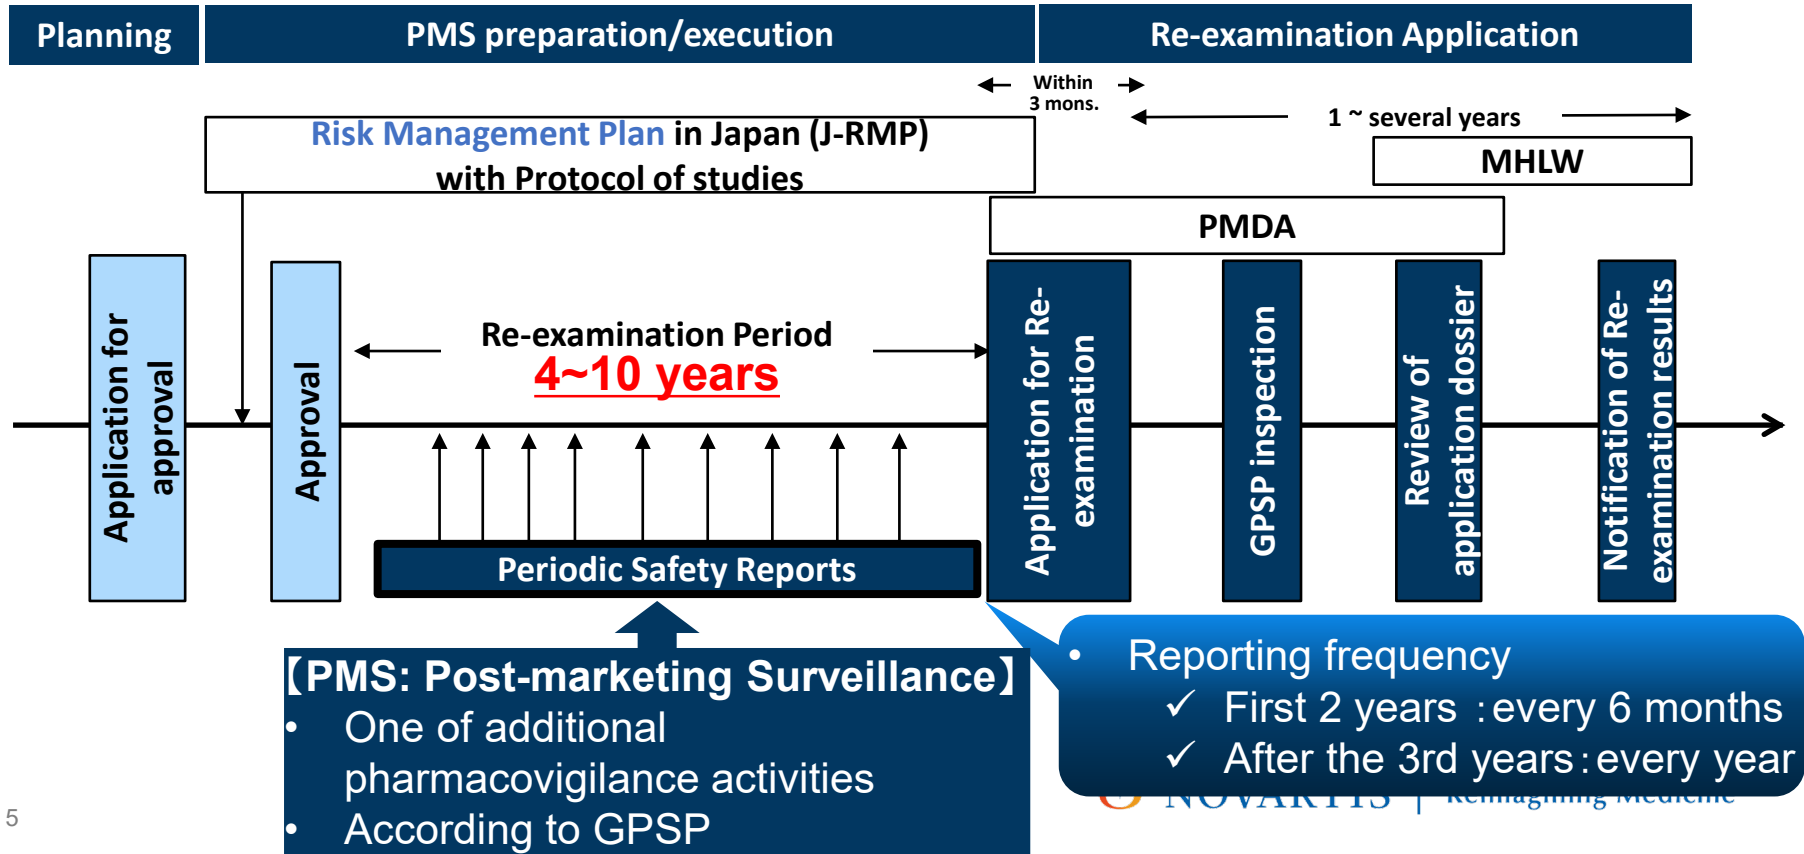 Planning
PMS preparation/execution
Re-examination Application
Within
3 mons.
1 ~ several years
Risk Management Plan in Japan (J-RMP)
with Protocol of studies
MHLW
PMDA
Application for
approval
Approval
Re-examination Period
4~10 years
Application for Re-
examination
GPSP inspection
Review of
application dossier
Notification of Re-
examination results
Periodic Safety Reports
【PMS: Post-marketing Surveillance】
• One of additional
pharmacovigilance activities
• According to GPSP
• Reporting frequency
✓ First 2 years :every 6 months
✓ After the 3rd years:every year
NOVARTIS | Reimagining Medicine
5